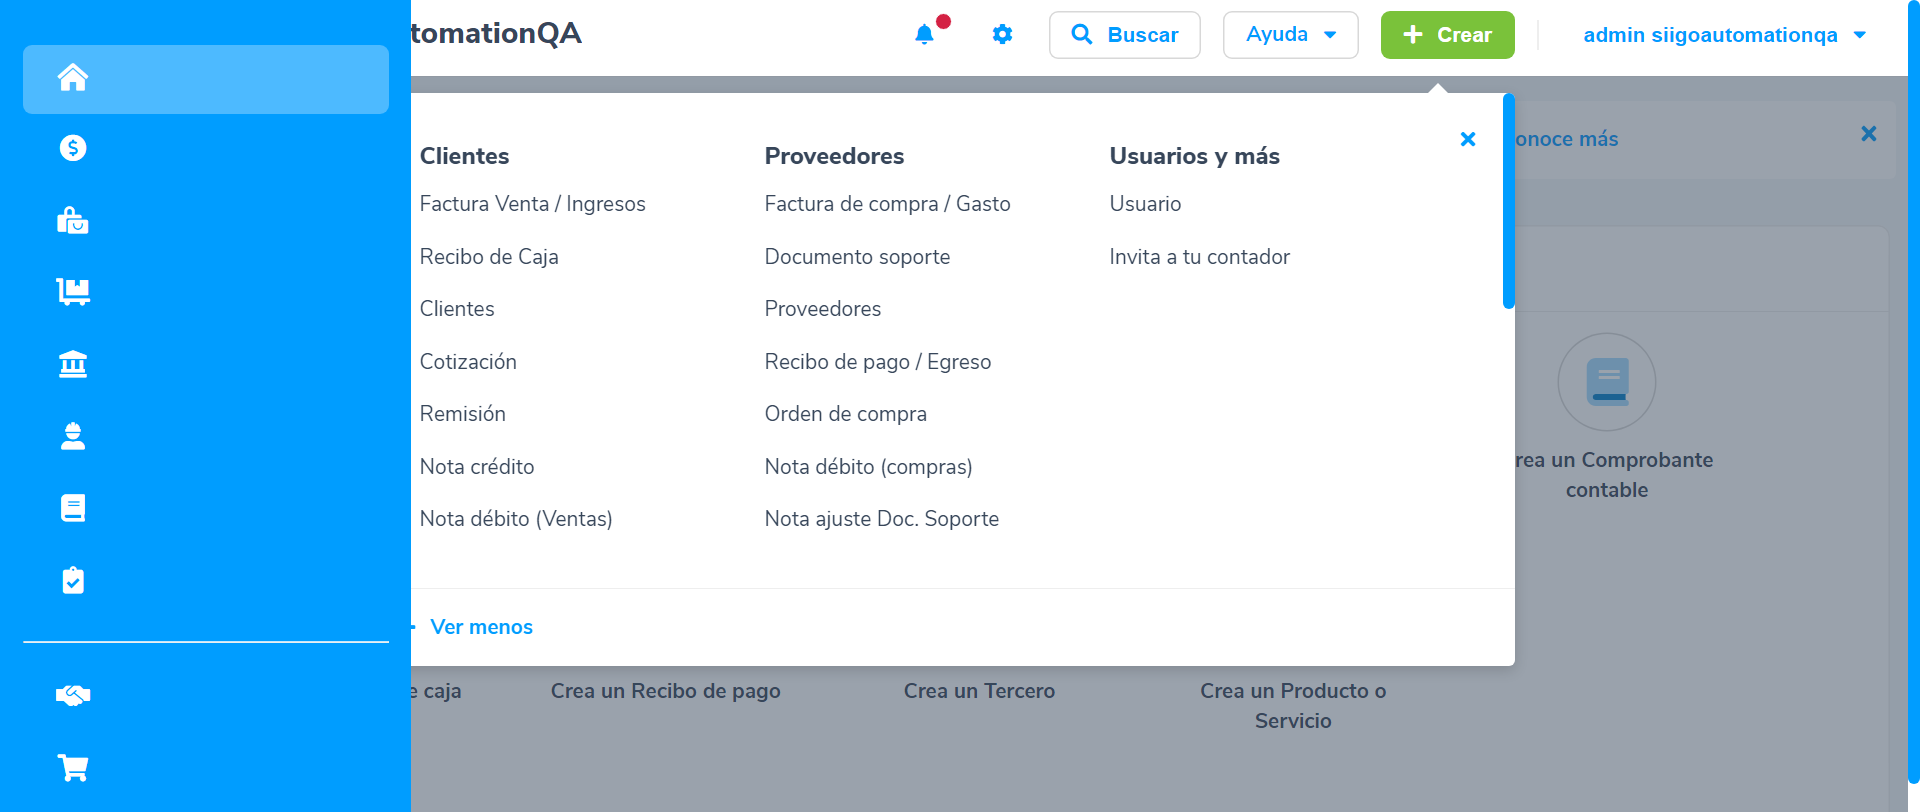 tomationQA
Buscar
Ayuda
Crear
admin siigoautomationqa
onoce más
Clientes
Factura Venta / Ingresos
Recibo de Caja
Clientes
Cotización
Remisión
Nota crédito
Nota débito (Ventas)
Proveedores
Factura de compra / Gasto
Documento soporte
Proveedores
Recibo de pago / Egreso
Orden de compra
Nota débito (compras)
Nota ajuste Doc. Soporte
Usuarios y más
Usuario
Invita a tu contador
Ver menos
rea un Comprobante
contable
e caja
Crea un Recibo de pago
Crea un Tercero
Crea un Producto o
Servicio